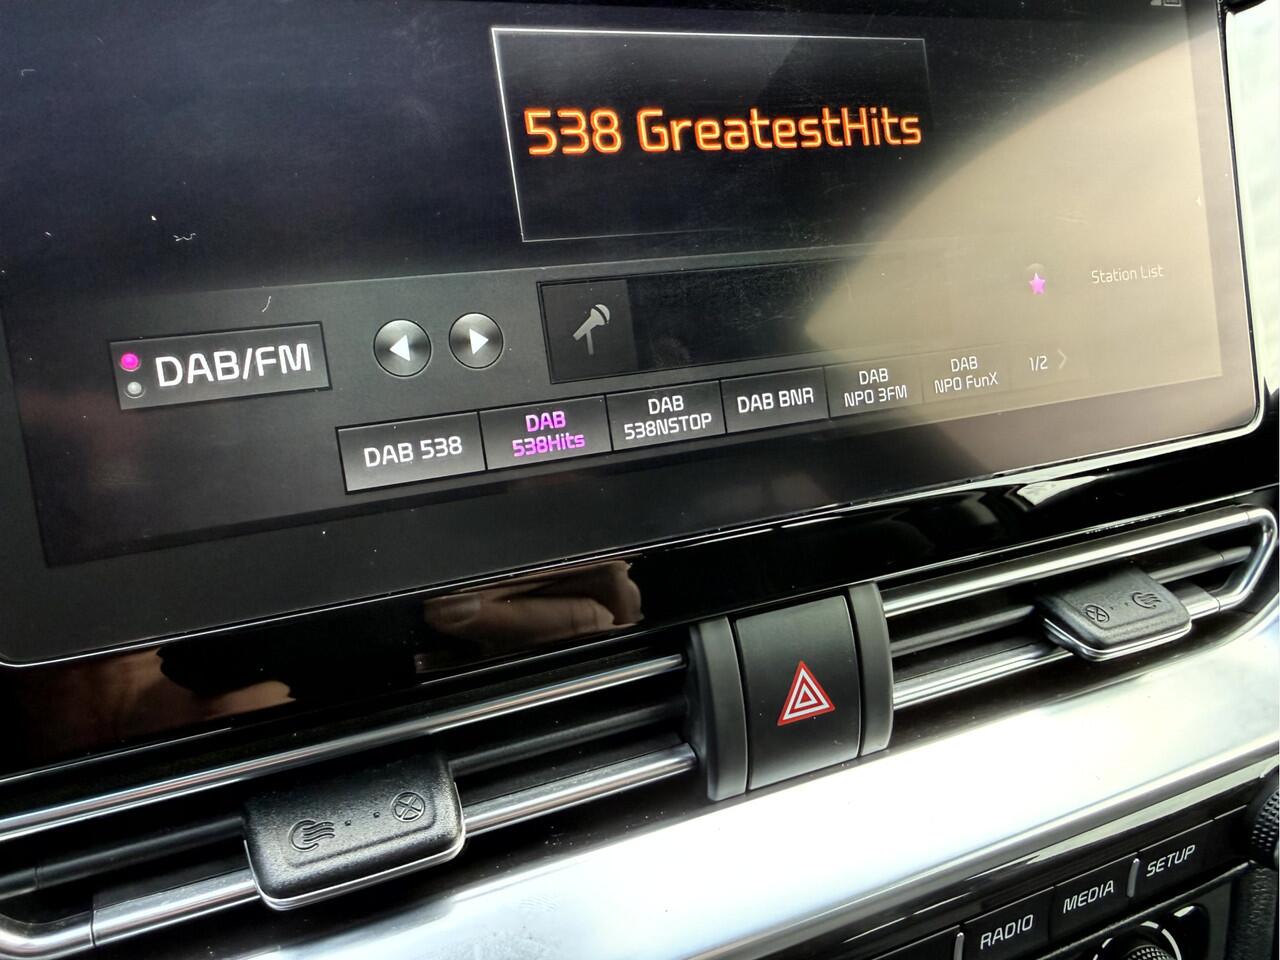 538 GreatestHits
Station List
DAB/FM
DAB 538
DAB
538Hits
DAB
538NSTOP
DAB BNR
DAB
NPO 3FM
DAB
NPO FunX
1/2
RADIO
MEDIA
SETUP